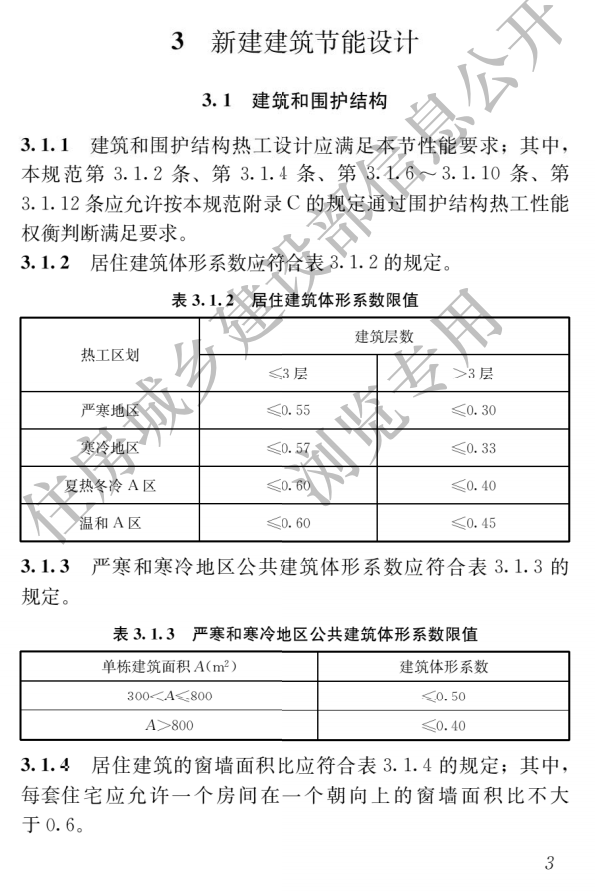 3 新建建筑节能设计
3.1 建筑和围护结构
3.1.1 建筑和围护结构热工设计应满足本节性能要求；其中，
本规范第 3.1.2 条、第 3.1.4 条、第 3.1.6～3.1.10 条、第
3.1.12 条应允许按本规范附录 C 的规定通过围护结构热工性能
权衡判断满足要求。
3.1.2 居住建筑体形系数应符合表 3.1.2 的规定。
表 3.1.2 居住建筑体形系数限值
热工区划 建筑层数
≤3 层 >3 层
严寒地区 ≤0.55 ≤0.30
寒冷地区 ≤0.57 ≤0.33
夏热冬冷 A 区 ≤0.60 ≤0.40
温和 A 区 ≤0.60 ≤0.45
3.1.3 严寒和寒冷地区公共建筑体形系数应符合表 3.1.3 的
规定。
表 3.1.3 严寒和寒冷地区公共建筑体形系数限值
单栋建筑面积 A(m²) 建筑体形系数
300<A≤800 ≤0.50
A>800 ≤0.40
3.1.4 居住建筑的窗墙面积比应符合表 3.1.4 的规定；其中，
每套住宅应允许一个房间在一个朝向上的窗墙面积比不大
于 0.6。
3
住房城乡建设部信息公开
浏览专用